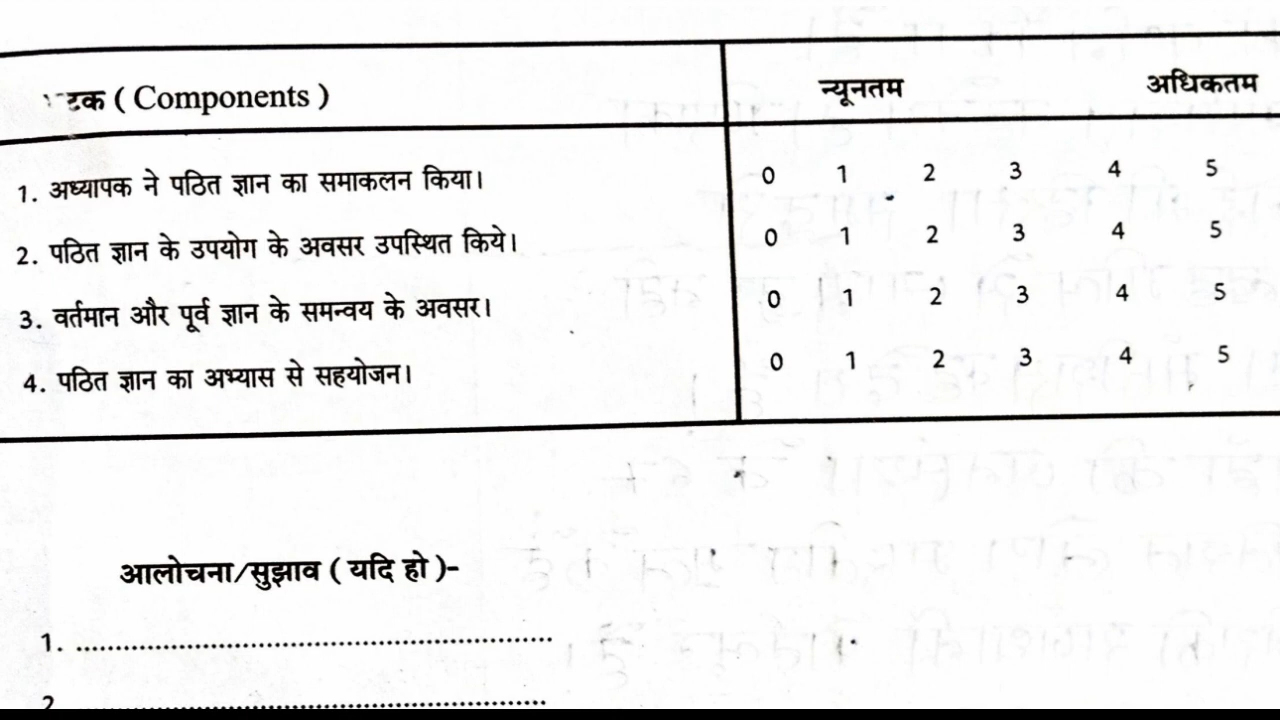 ( Components ) न्यूनतम अधिकतम
1. अध्यापक ने पठित ज्ञान का समाकलन किया। 0 1 2 3 4 5
2. पठित ज्ञान के उपयोग के अवसर उपस्थित किये। 0 1 2 3 4 5
3. वर्तमान और पूर्व ज्ञान के समन्वय के अवसर। 0 1 2 3 4 5
4. पठित ज्ञान का अभ्यास से सहयोजन। 0 1 2 3 4 5
आलोचना/सुझाव ( यदि हो )-
1. ........................................................
2 ........................................................